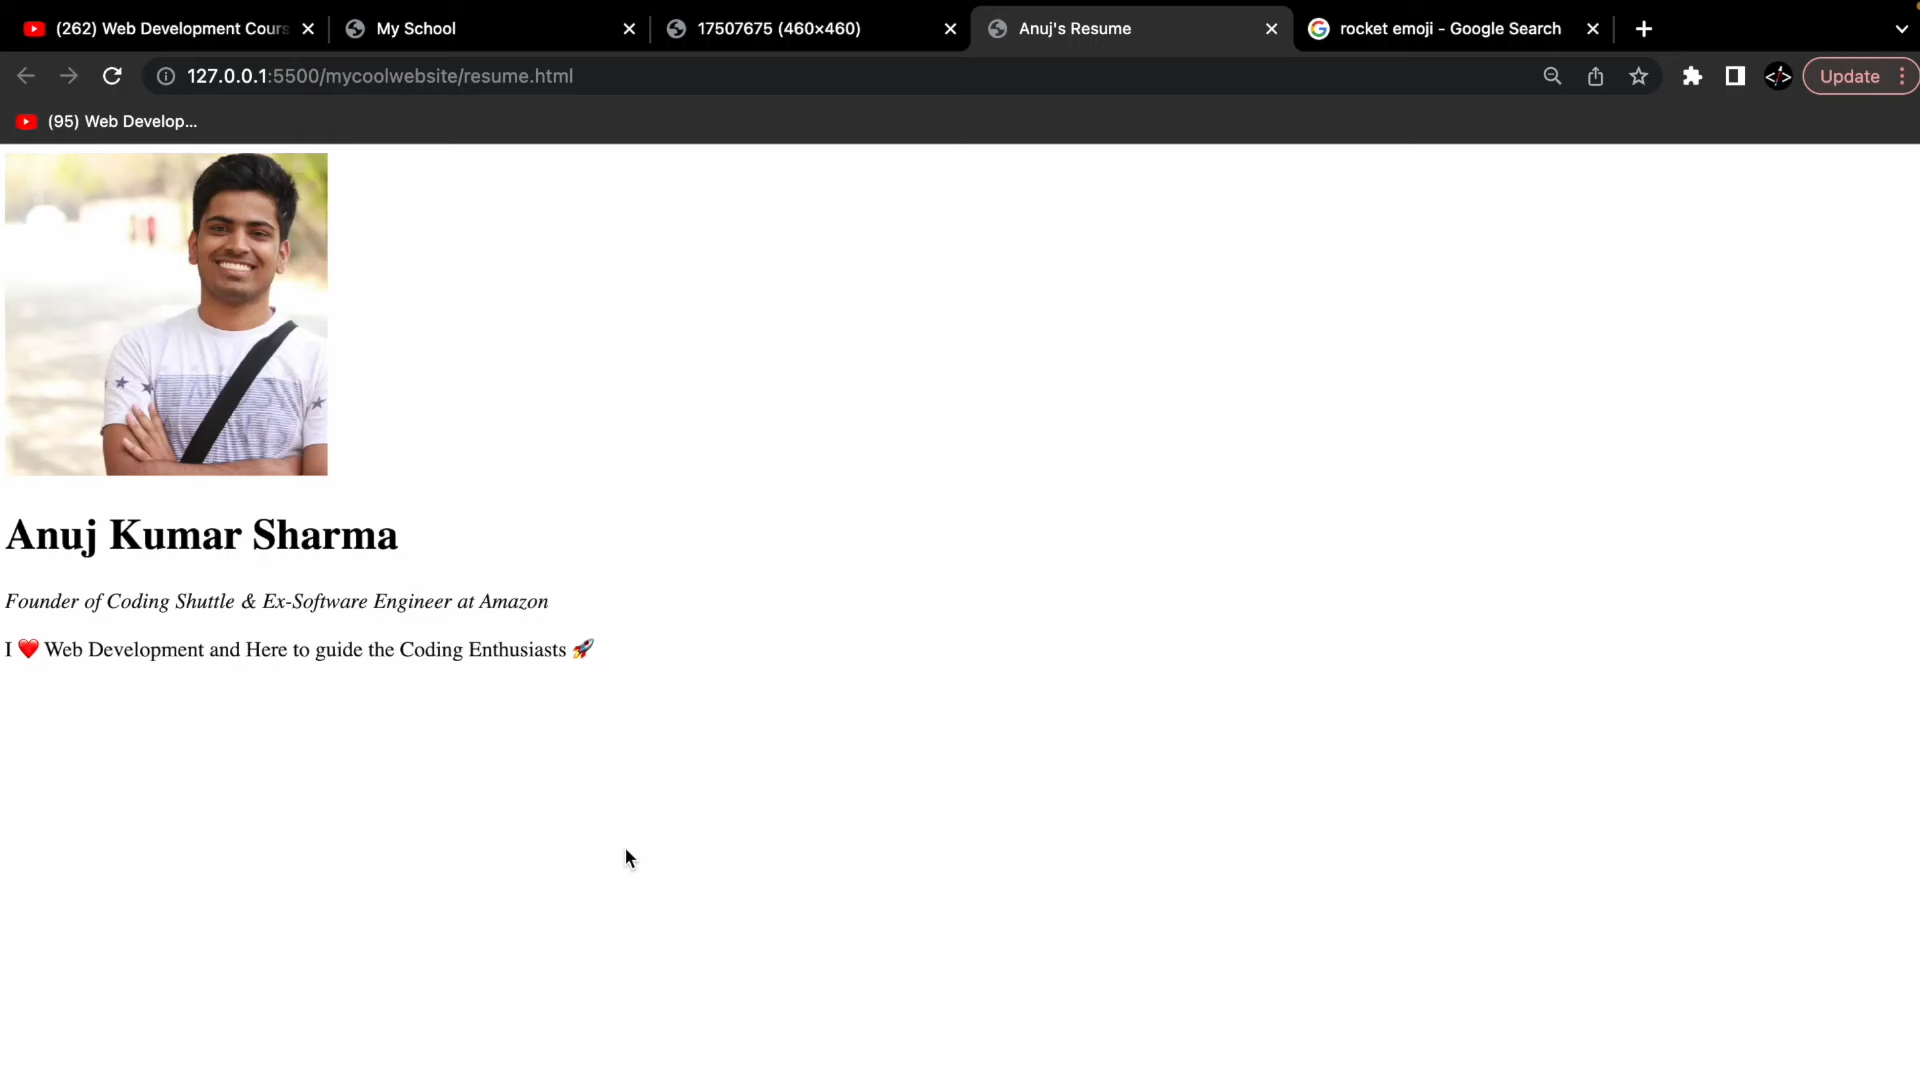 (262) Web Development Cours
My School
17507675 (460×460)
Anuj's Resume
rocket emoji - Google Search
127.0.0.1:5500/mycoolwebsite/resume.html
Update
(95) Web Develop...
Anuj Kumar Sharma
Founder of Coding Shuttle & Ex-Software Engineer at Amazon
I ❤️ Web Development and Here to guide the Coding Enthusiasts 🚀